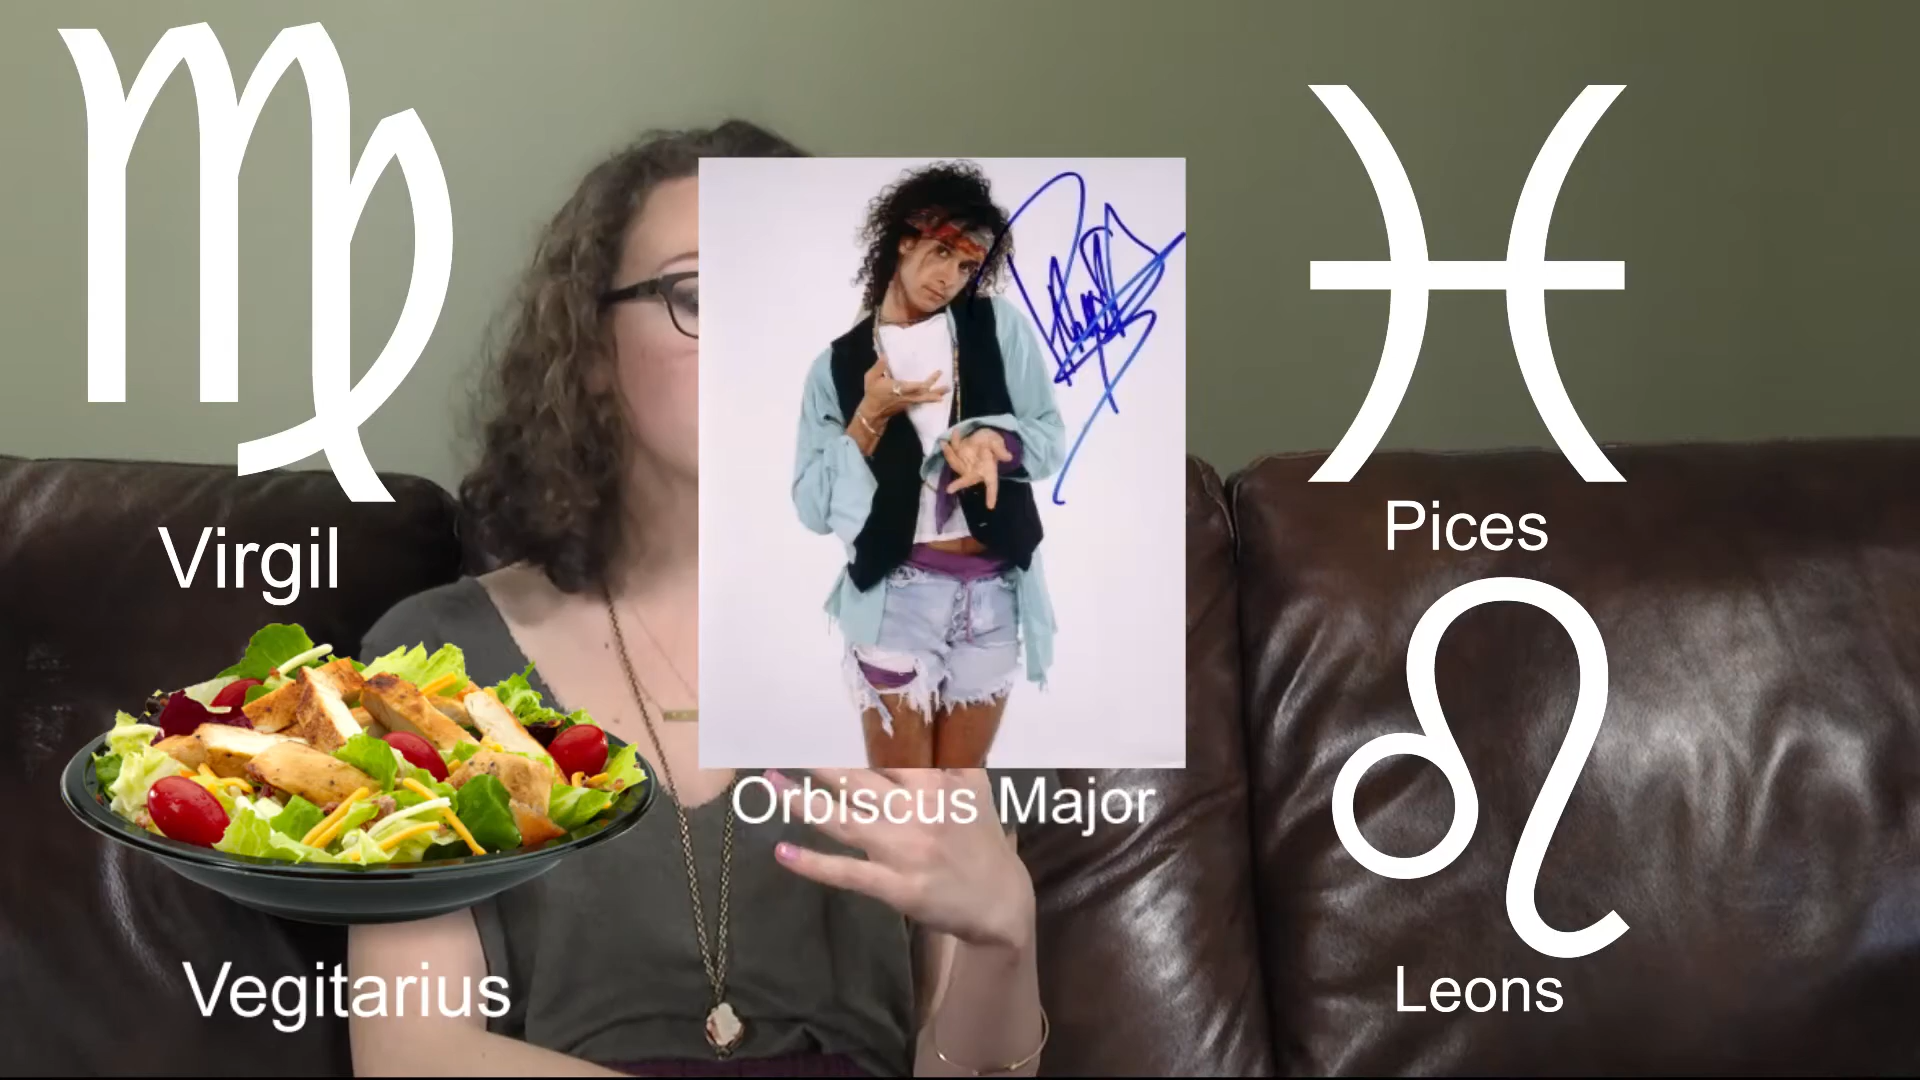 Virgil
Vegitarius
Orbiscus Major
Pices
Leons